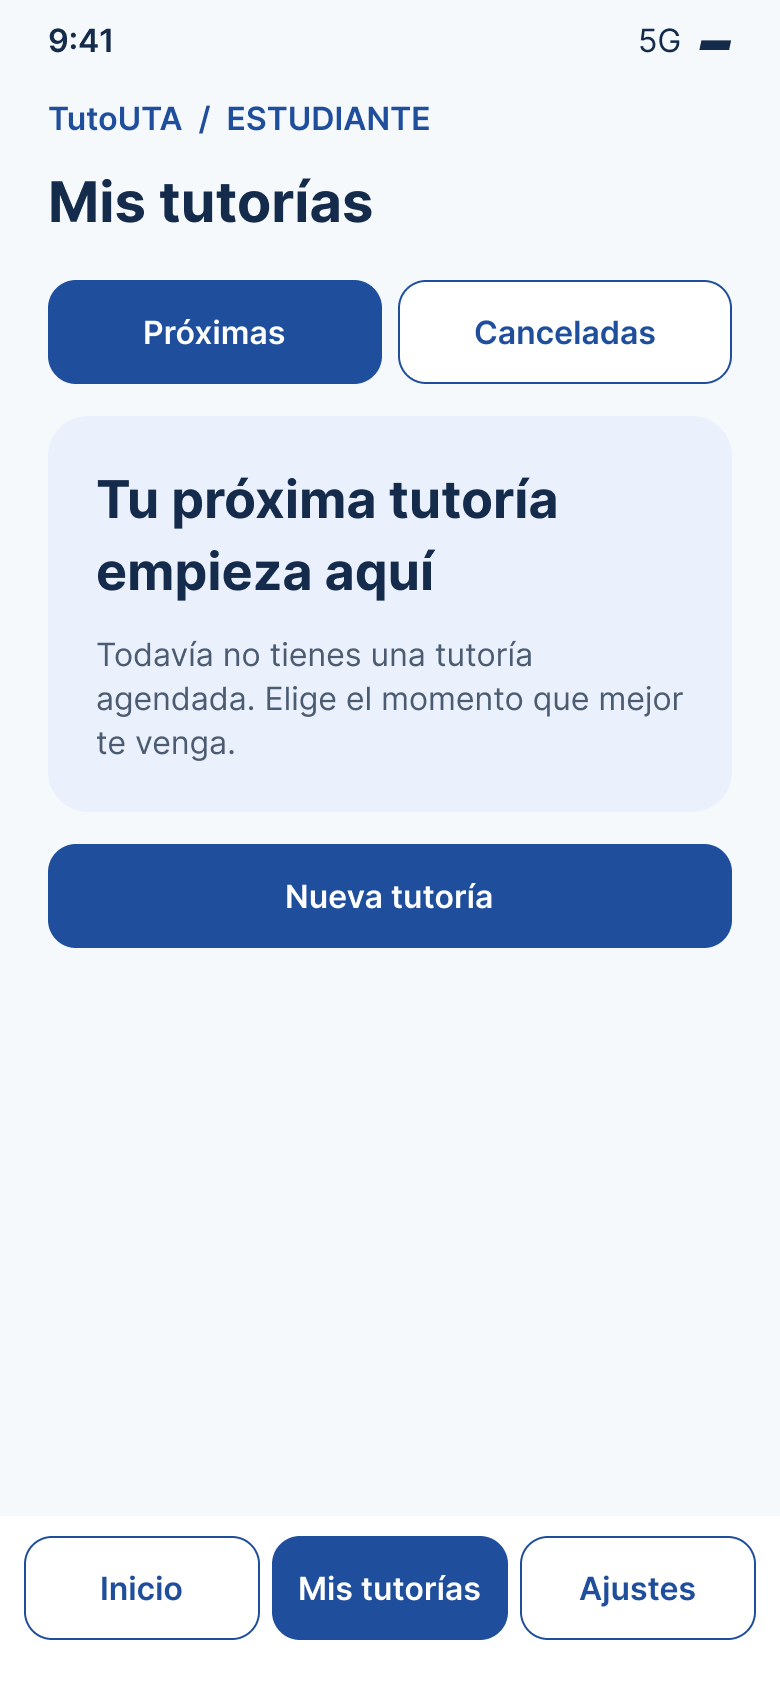 9:41 5G
TutoUTA / ESTUDIANTE
Mis tutorías
Próximas Canceladas
Tu próxima tutoría
empieza aquí
Todavía no tienes una tutoría
agendada. Elige el momento que mejor
te venga.
Nueva tutoría
Inicio Mis tutorías Ajustes